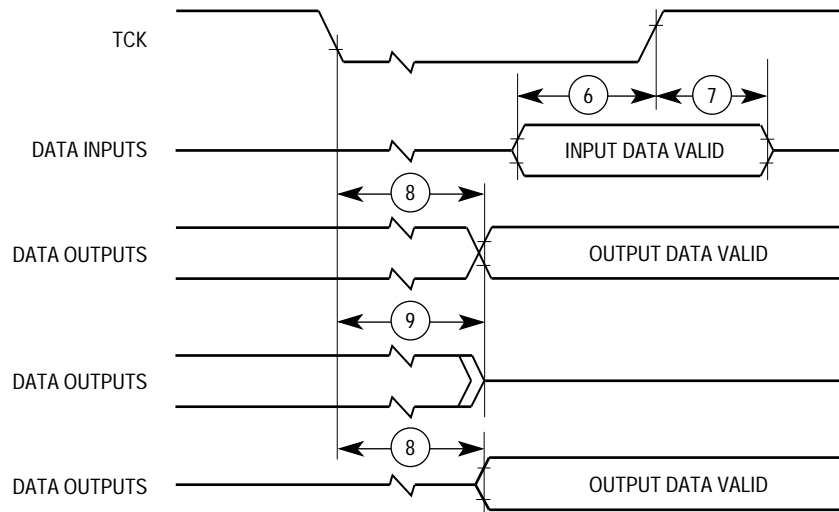 TCK
6
7
DATA INPUTS
INPUT DATA VALID
8
DATA OUTPUTS
OUTPUT DATA VALID
9
DATA OUTPUTS
8
DATA OUTPUTS
OUTPUT DATA VALID